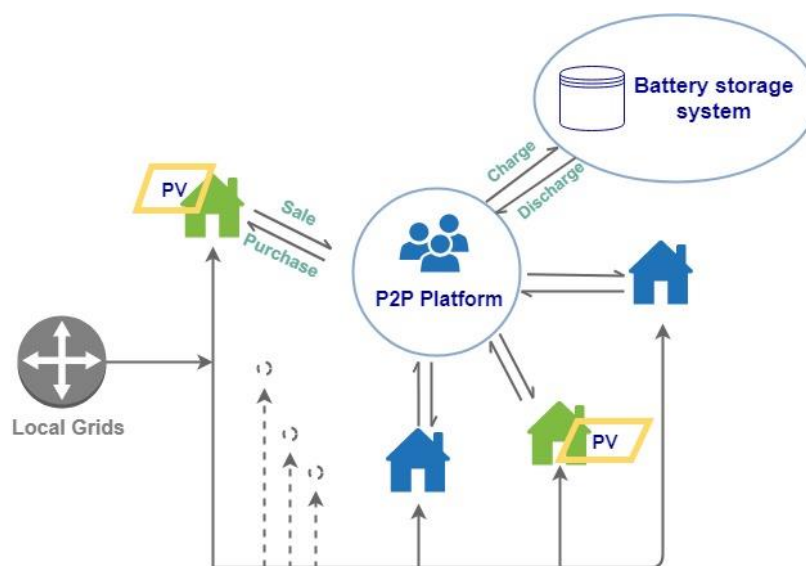 Battery storage
system
Charge
Discharge
PV
Sale
Purchase
P2P Platform
Local Grids
PV